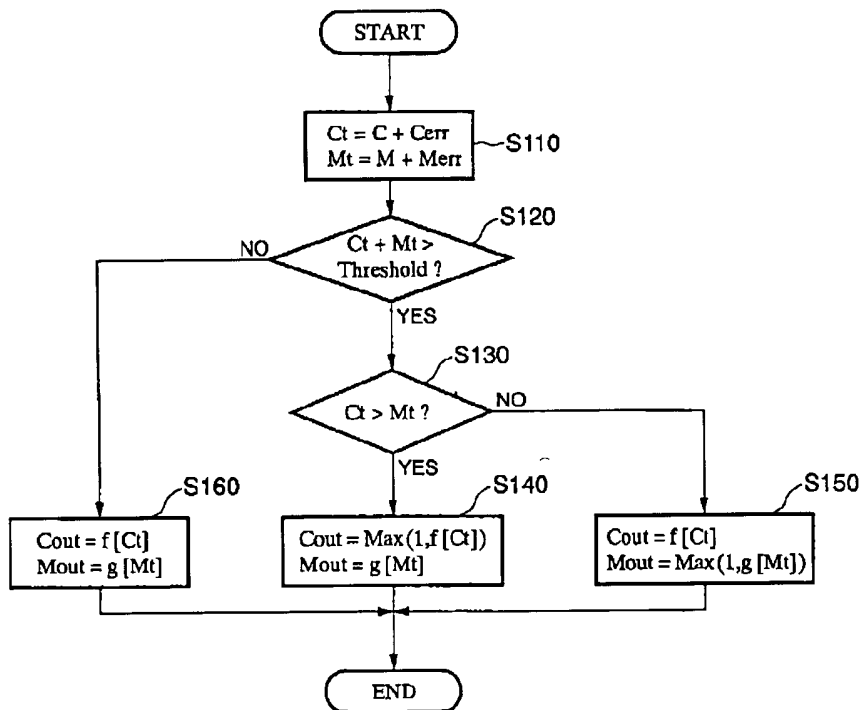 START
Ct = C + Cerr
Mt = M + Merr
S110
S120
Ct + Mt >
Threshold ?
NO
YES
S130
Ct > Mt ?
NO
YES
S160
Cout = f [Ct]
Mout = g [Mt]
S140
Cout = Max (1,f [Ct])
Mout = g [Mt]
S150
Cout = f [Ct]
Mout = Max (1,g [Mt])
END